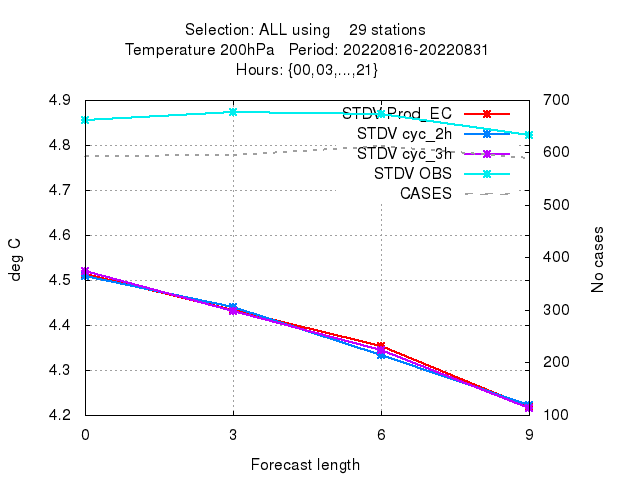 Selection: ALL using    29 stations
Temperature 200hPa   Period: 20220816-20220831
Hours: {00,03,...,21}
4.9
4.8
4.7
4.6
4.5
4.4
4.3
4.2
deg C
STDV Prod_EC
STDV cyc_2h
STDV cyc_3h
STDV OBS
CASES
700
600
500
400
300
200
100
No cases
0 3 6 9
Forecast length